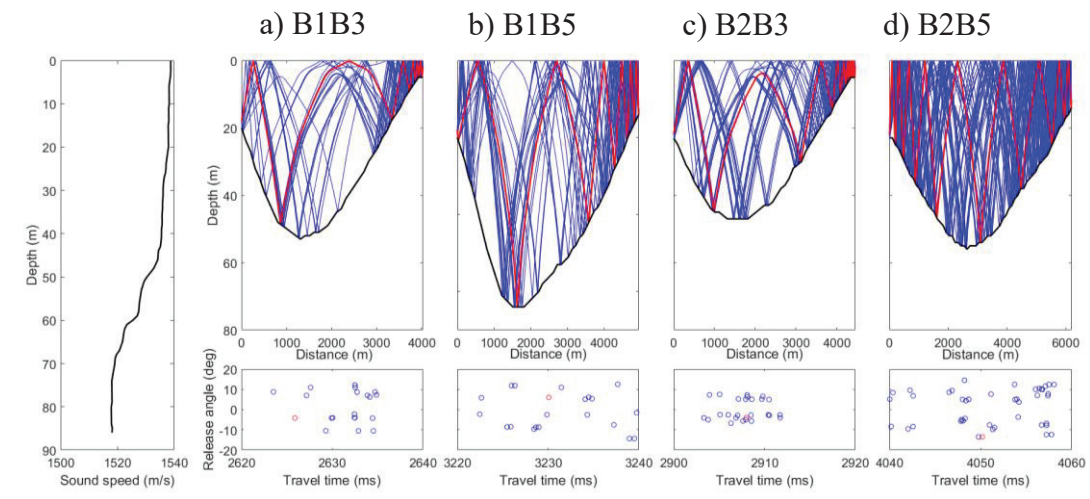 a) B1B3 b) B1B5 c) B2B3 d) B2B5
0 0 0 0 0
10
20 20
30
40 40
50
60 60
70
80 80
90
Depth (m) Depth (m)
1500 1520 1540
Sound speed (m/s)
0 1000 2000 3000 4000 0 1000 2000 3000 4000 0 1000 2000 3000 4000 0 2000 4000 6000
Distance (m) Distance (m) Distance (m) Distance (m)
Release angle (deg)
20
10
0
-10
-20
2620 2630 2640 3220 3230 3240 2900 2910 2920 4040 4050 4060
Travel time (ms) Travel time (ms) Travel time (ms) Travel time (ms)